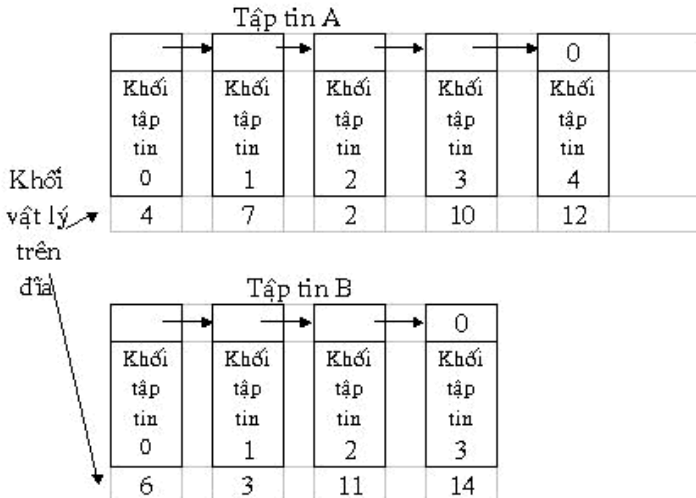 Tập tin A
0
Khối Khối Khối Khối Khối
tập tập tập tập tập
tin tin tin tin tin
0 1 2 3 4
4 7 2 10 12
Khối
vật lý
trên
đĩa
Tập tin B
0
Khối Khối Khối Khối
tập tập tập tập
tin tin tin tin
0 1 2 3
6 3 11 14